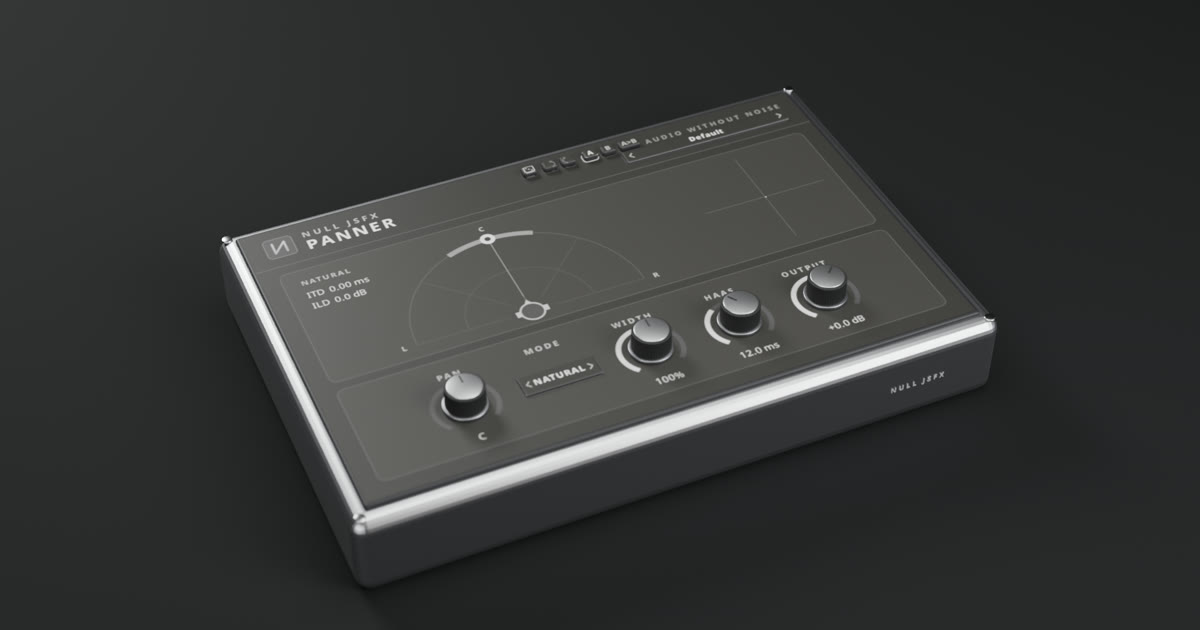 NULL JSFX
PANNER
A
B
A>B
AUDIO WITHOUT NOISE
Default
NATURAL
ITD 0.00 ms
ILD 0.0 dB
C
L
R
PAN
C
MODE
NATURAL
WIDTH
100%
HAAS
12.0 ms
OUTPUT
+0.0 dB
NULL JSFX